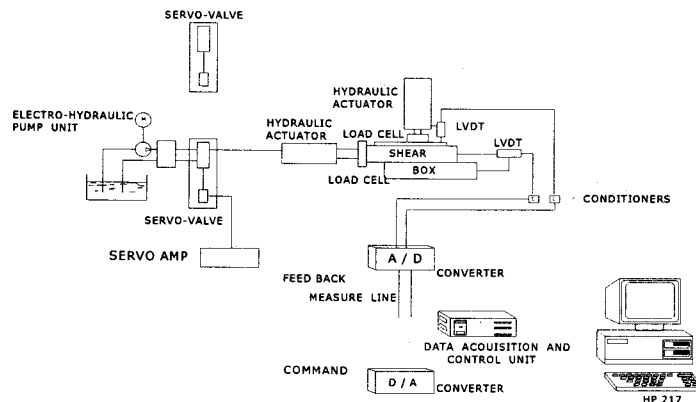 SERVO-VALVE
HYDRAULIC
ACTUATOR
ELECTRO-HYDRAULIC
PUMP UNIT
M
HYDRAULIC
ACTUATOR
LOAD CELL
LVDT
SHEAR
LVDT
BOX
LOAD CELL
CONDITIONERS
SERVO-VALVE
SERVO AMP
A / D
CONVERTER
FEED BACK
MEASURE LINE
DATA ACOUISITION AND
CONTROL UNIT
COMMAND
D / A
CONVERTER
HP 217